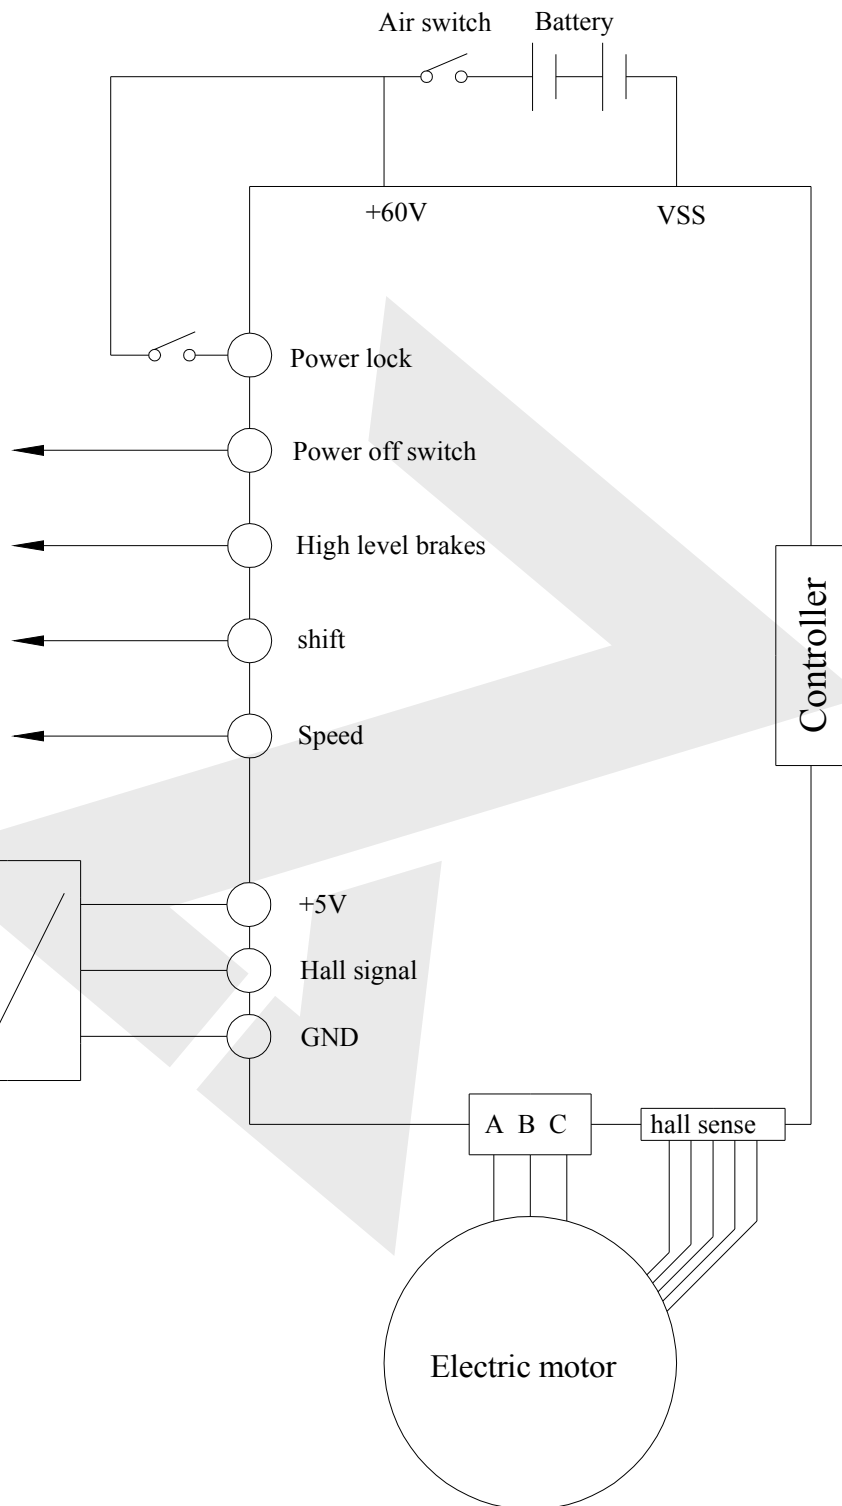 Air switch Battery
+60V VSS
Power lock
Power off switch
High level brakes
shift
Controller
Speed
+5V
Hall signal
GND
A B C hall sense
Electric motor